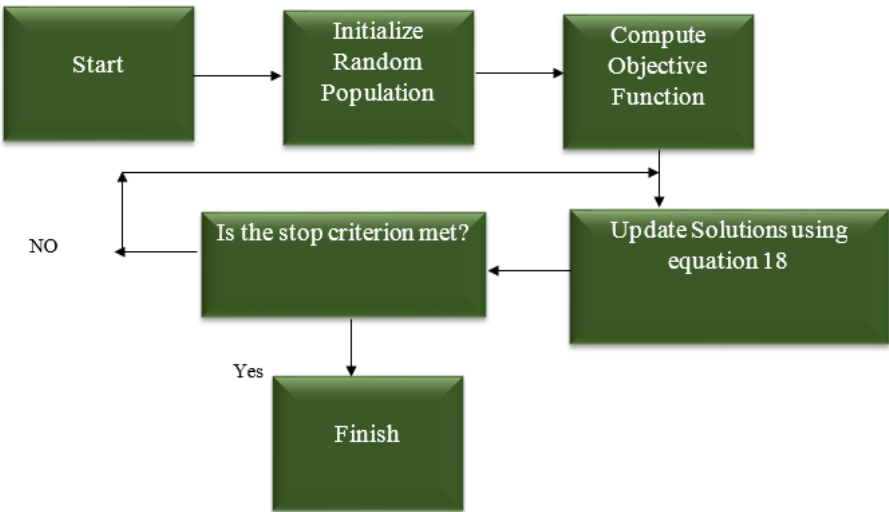 Start
Initialize
Random
Population
Compute
Objective
Function
Update Solutions using
equation 18
Is the stop criterion met?
NO
Yes
Finish